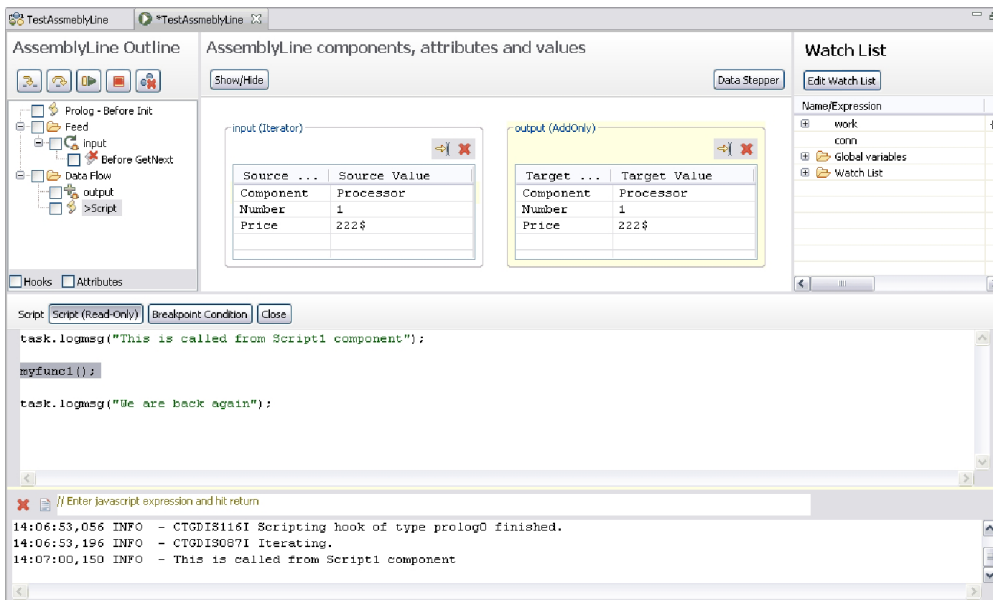 TestAssmeblyLine
*TestAssmeblyLine
AssemblyLine Outline
Prolog - Before Init
Feed
input
Before GetNext
Data Flow
output
>Script
Hooks
Attributes
AssemblyLine components, attributes and values
Show/Hide
Data Stepper
input (Iterator)
Source ... Source Value
Component Processor
Number 1
Price 222$
output (AddOnly)
Target ... Target Value
Component Processor
Number 1
Price 222$
Watch List
Edit Watch List
Name/Expression
work
conn
Global variables
Watch List
Script Script (Read-Only) Breakpoint Condition Close
task.logmsg("This is called from Script1 component");
myfunc1();
task.logmsg("We are back again");
// Enter javascript expression and hit return
14:06:53,056 INFO - CTGDIS116I Scripting hook of type prolog0 finished.
14:06:53,196 INFO - CTGDIS087I Iterating.
14:07:00,150 INFO - This is called from Script1 component